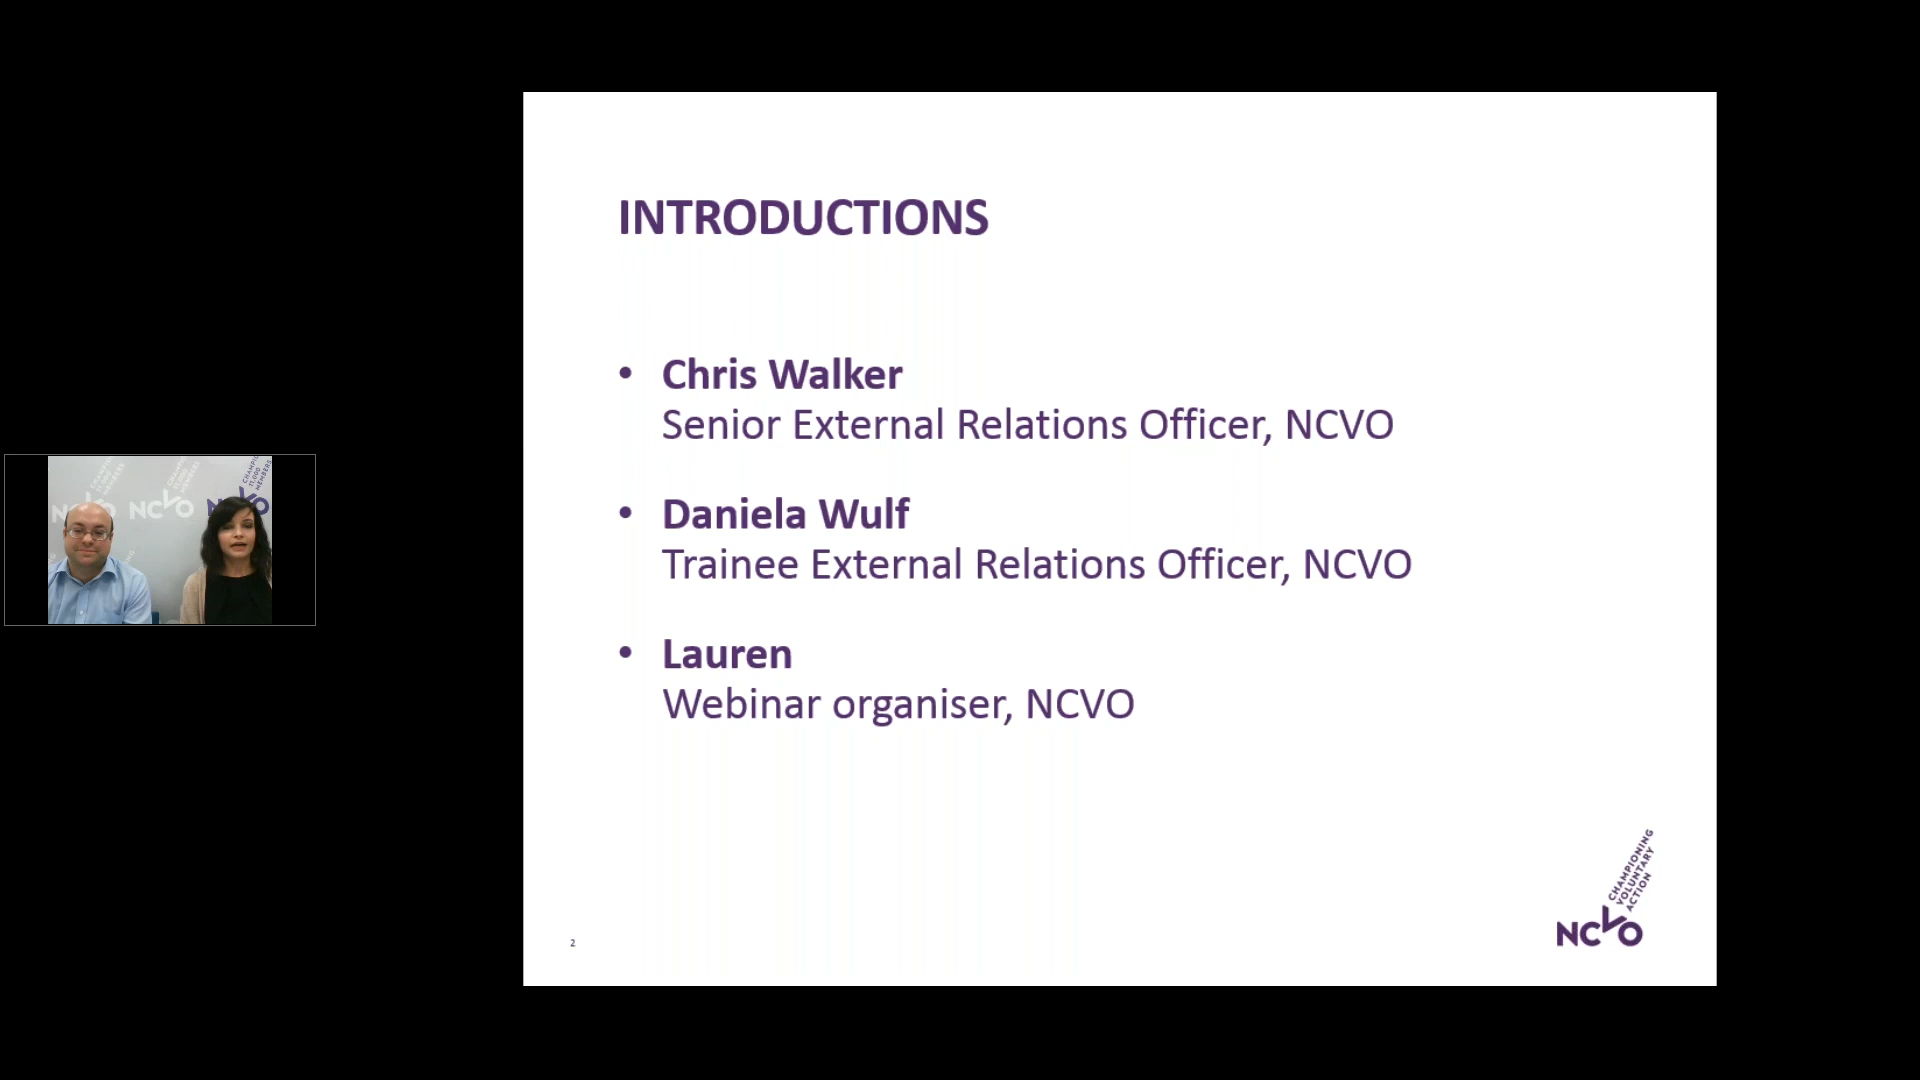 INTRODUCTIONS
• Chris Walker
Senior External Relations Officer, NCVO
• Daniela Wulf
Trainee External Relations Officer, NCVO
• Lauren
Webinar organiser, NCVO
CHAMPIONING
VOLUNTARY
ACTION
NCVO
2
NCVO